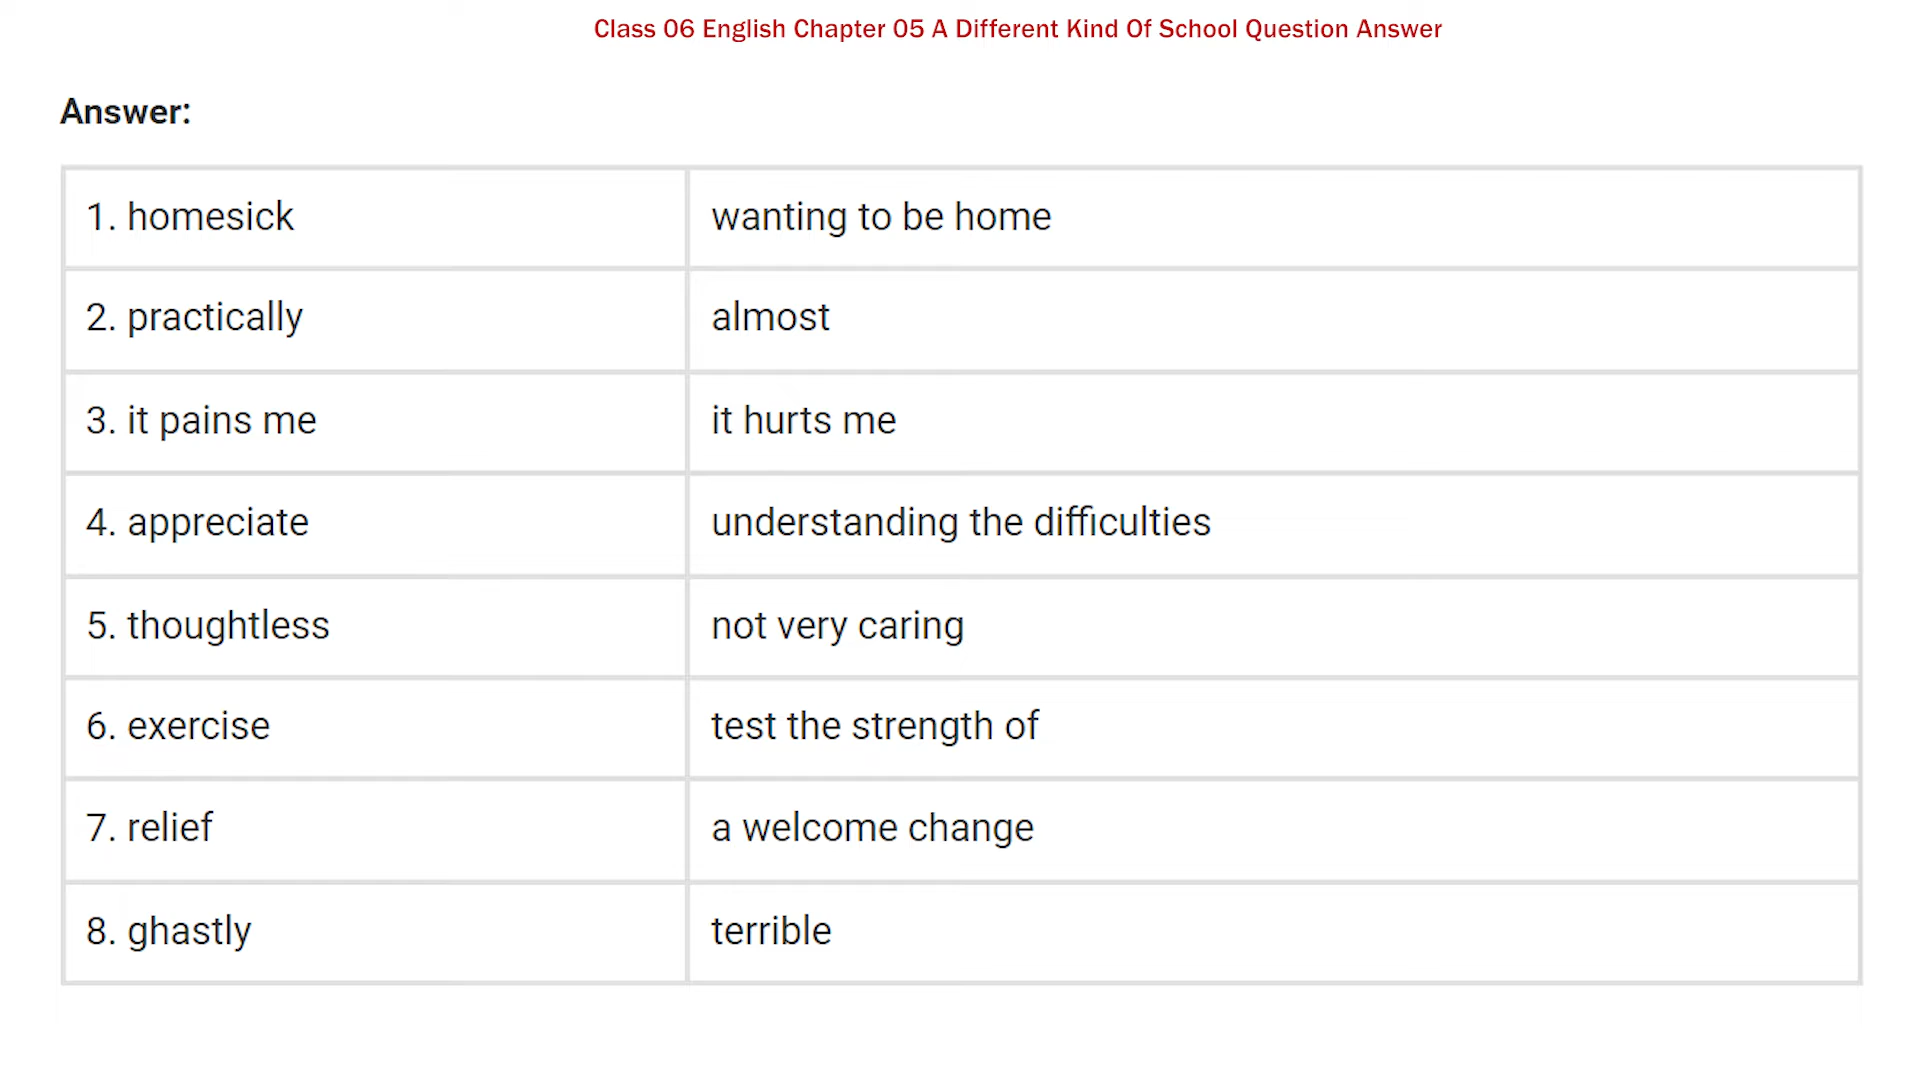 Class 06 English Chapter 05 A Different Kind Of School Question Answer
Answer:
1. homesick wanting to be home
2. practically almost
3. it pains me it hurts me
4. appreciate understanding the difficulties
5. thoughtless not very caring
6. exercise test the strength of
7. relief a welcome change
8. ghastly terrible